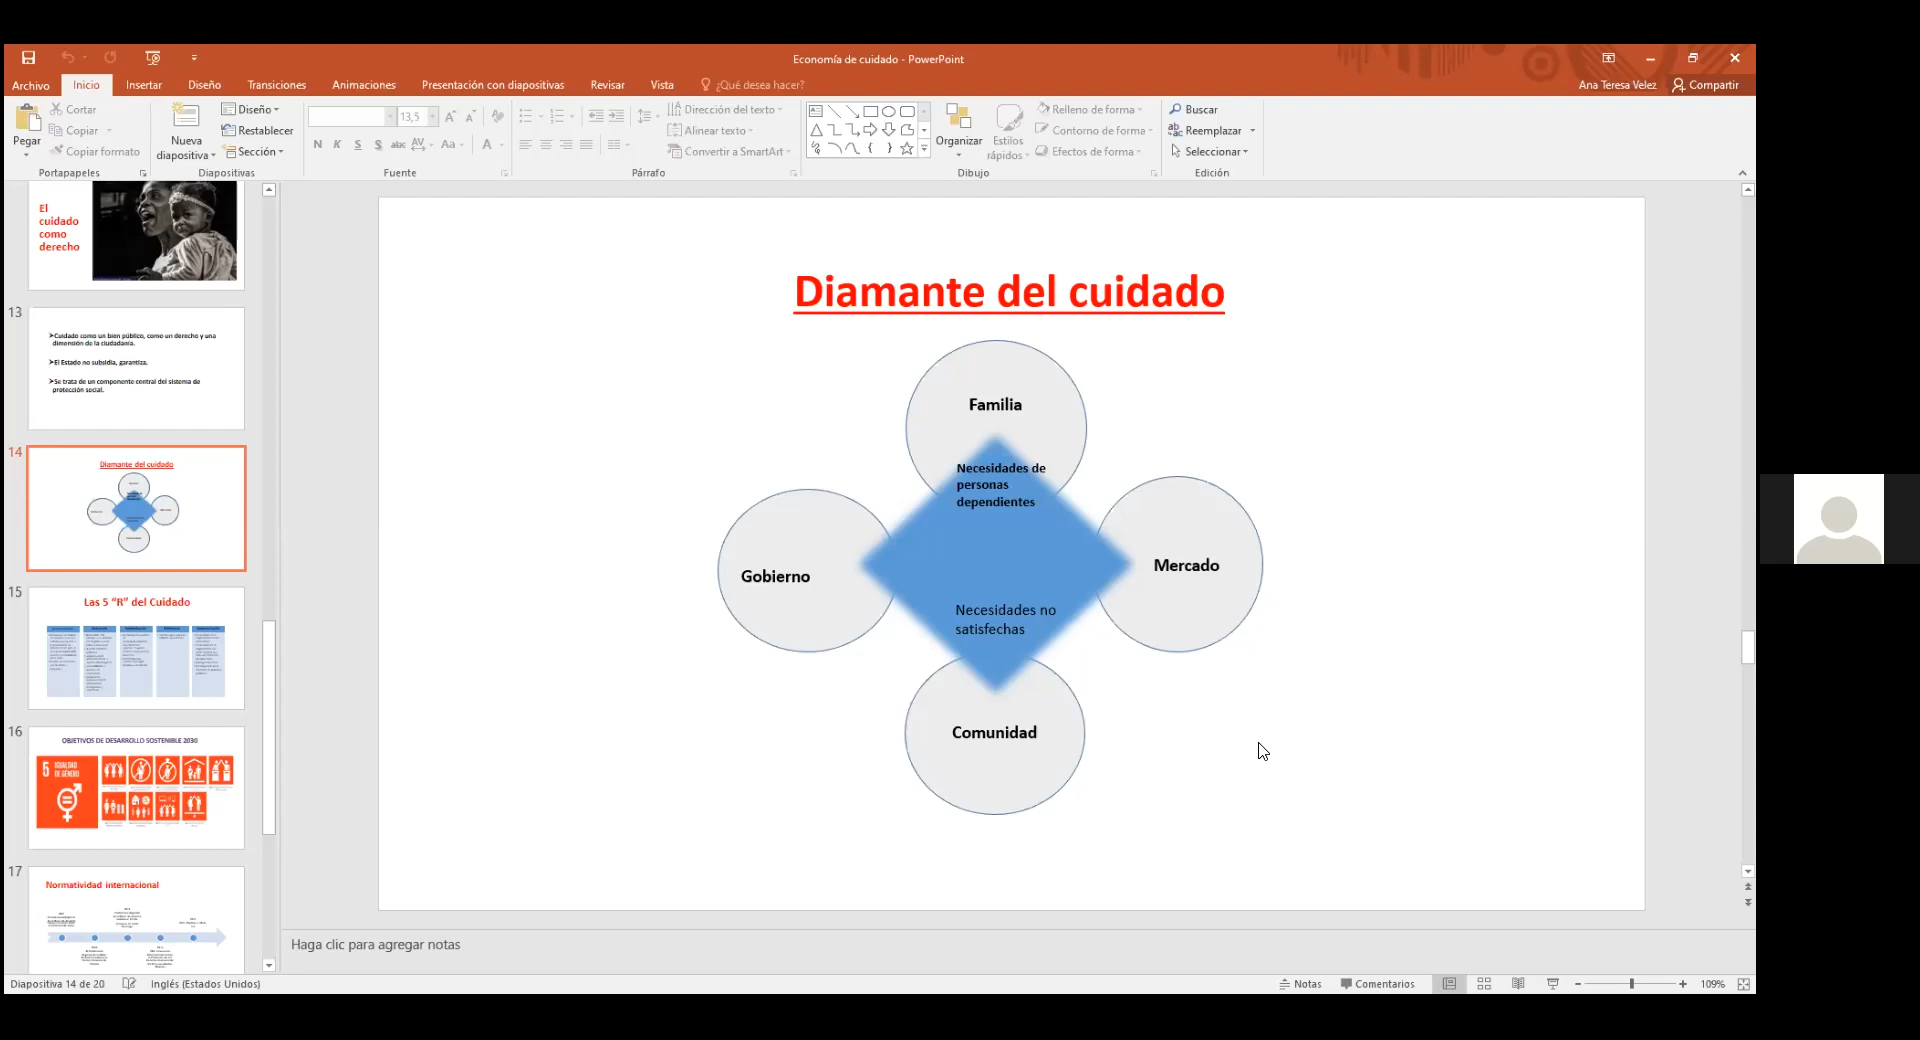 Economía de cuidado - PowerPoint
Archivo
Inicio
Insertar
Diseño
Transiciones
Animaciones
Presentación con diapositivas
Revisar
Vista
¿Qué desea hacer?
Ana Teresa Velez
Compartir
Pegar
Cortar
Copiar
Copiar formato
Portapapeles
Nueva
diapositiva
Diseño
Restablecer
Sección
Diapositivas
13,5
N K S S abc AV Aa A
Fuente
Dirección del texto
Alinear texto
Convertir a SmartArt
Párrafo
Organizar
Estilos
rápidos
Relleno de forma
Contorno de forma
Efectos de forma
Dibujo
Buscar
Reemplazar
Seleccionar
Edición
El
cuidado
como
derecho
13
Cuidado como un bien público, como un derecho y una
dimensión de la ciudadanía.
El Estado no subsidia, garantiza.
Se trata de un componente central del sistema de
protección social.
14
Diamante del cuidado
15
Las 5 “R” del Cuidado
16
OBJETIVOS DE DESARROLLO SOSTENIBLE 2030
5 IGUALDAD
DE GÉNERO
17
Normatividad internacional
Diamante del cuidado
Familia
Necesidades de
personas
dependientes
Gobierno
Mercado
Necesidades no
satisfechas
Comunidad
Haga clic para agregar notas
Diapositiva 14 de 20
Inglés (Estados Unidos)
Notas
Comentarios
109%